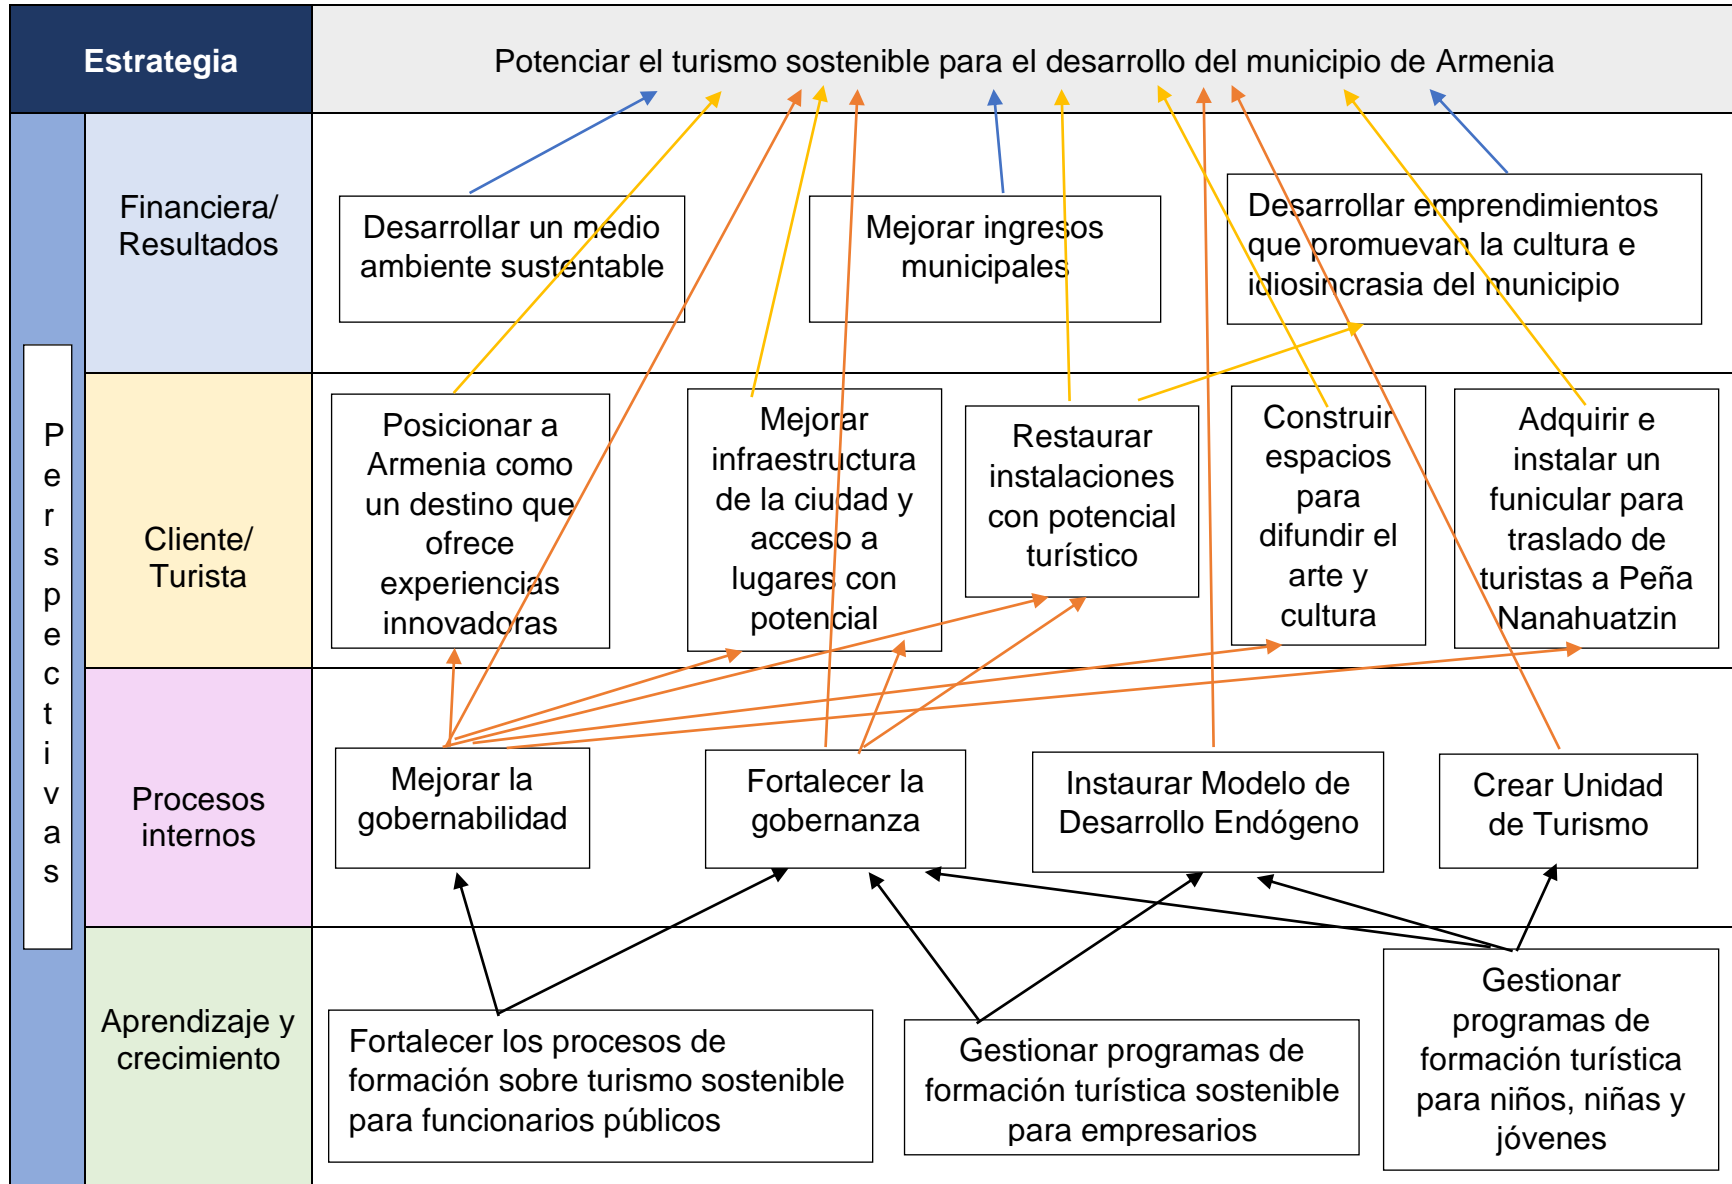 Estrategia
Potenciar el turismo sostenible para el desarrollo del municipio de Armenia
Perspectivas
Financiera/
Resultados
Desarrollar un medio
ambiente sustentable
Mejorar ingresos
municipales
Desarrollar emprendimientos
que promuevan la cultura e
idiosincrasia del municipio
Cliente/
Turista
Posicionar a
Armenia como
un destino que
ofrece
experiencias
innovadoras
Mejorar
infraestructura
de la ciudad y
acceso a
lugares con
potencial
Restaurar
instalaciones
con potencial
turístico
Construir
espacios
para
difundir el
arte y
cultura
Adquirir e
instalar un
funicular para
traslado de
turistas a Peña
Nanahuatzin
Procesos
internos
Mejorar la
gobernabilidad
Fortalecer la
gobernanza
Instaurar Modelo de
Desarrollo Endógeno
Crear Unidad
de Turismo
Aprendizaje y
crecimiento
Fortalecer los procesos de
formación sobre turismo sostenible
para funcionarios públicos
Gestionar programas de
formación turística sostenible
para empresarios
Gestionar
programas de
formación turística
para niños, niñas y
jóvenes